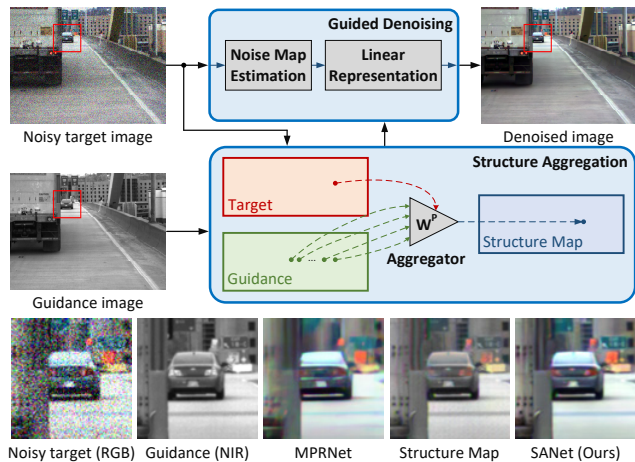 Guided Denoising
Noise Map
Estimation
Linear
Representation
Noisy target image
Denoised image
Structure Aggregation
Target
W^P
Structure Map
Aggregator
...
Guidance
Guidance image
Noisy target (RGB)
Guidance (NIR)
MPRNet
Structure Map
SANet (Ours)